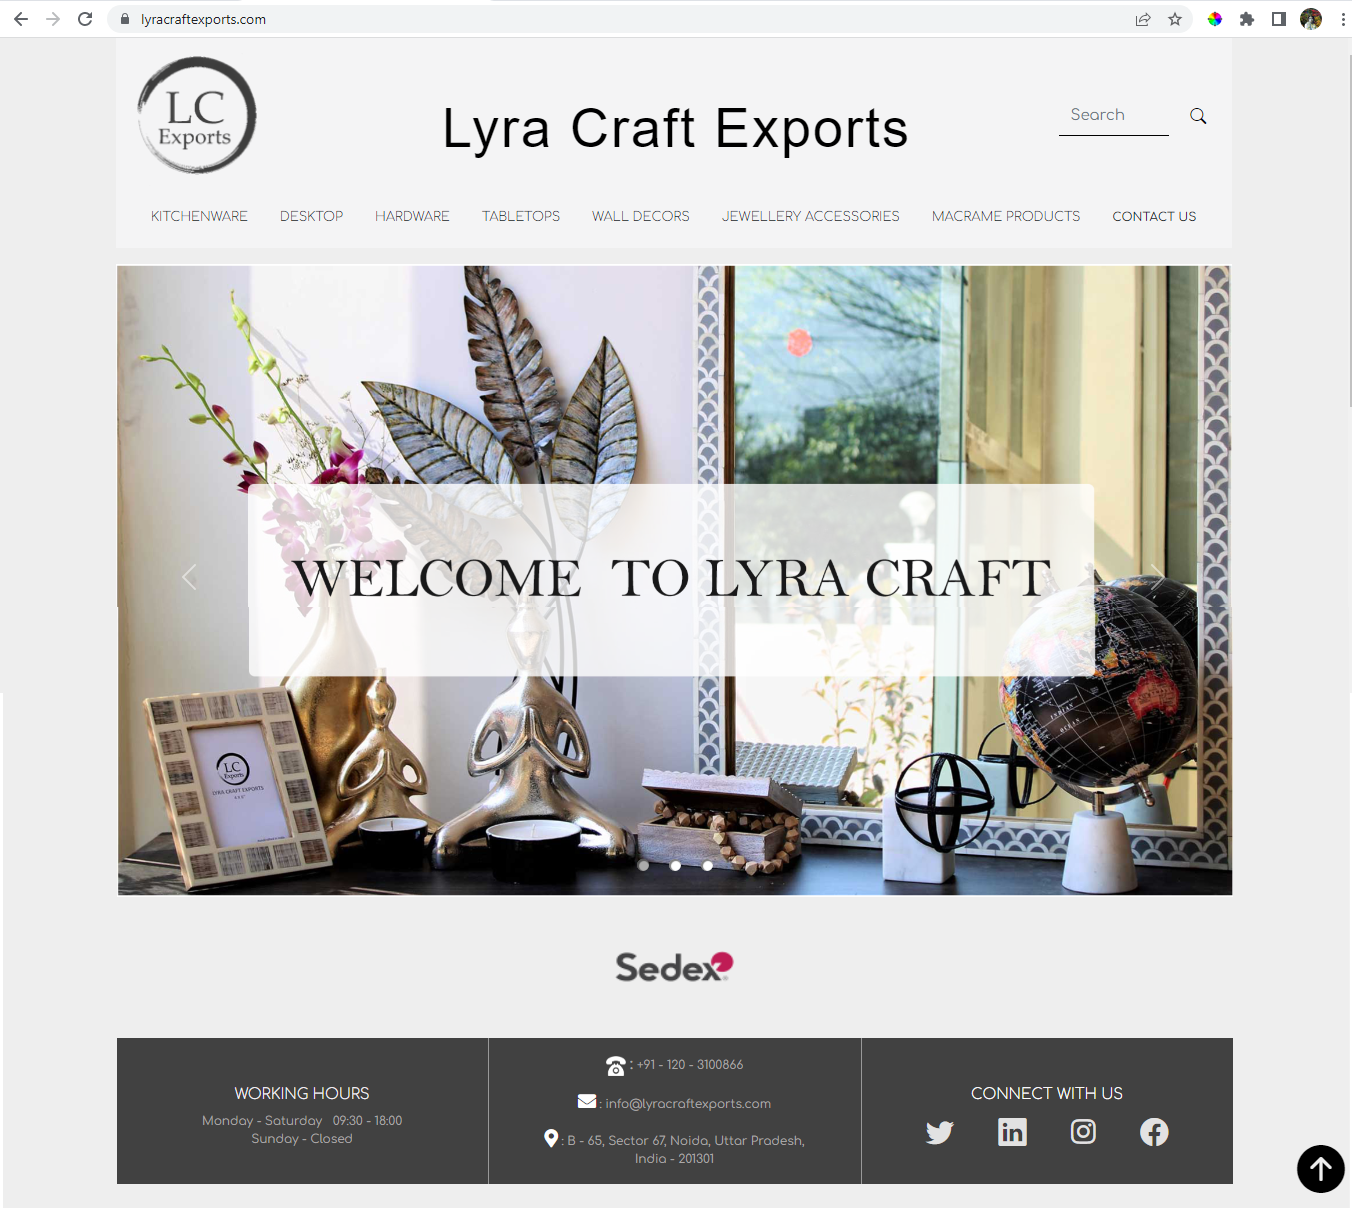 lyracraftexports.com
LC
Exports
Lyra Craft Exports
Search
KITCHENWARE DESKTOP HARDWARE TABLETOPS WALL DECORS JEWELLERY ACCESSORIES MACRAME PRODUCTS CONTACT US
WELCOME TO LYRA CRAFT
LC
Exports
LYRA CRAFT EXPORTS
INDIAN
OCEAN
Sedex
WORKING HOURS
Monday - Saturday 09:30 - 18:00
Sunday - Closed
: +91 - 120 - 3100866
: info@lyracraftexports.com
: B - 65, Sector 67, Noida, Uttar Pradesh,
India - 201301
CONNECT WITH US
in